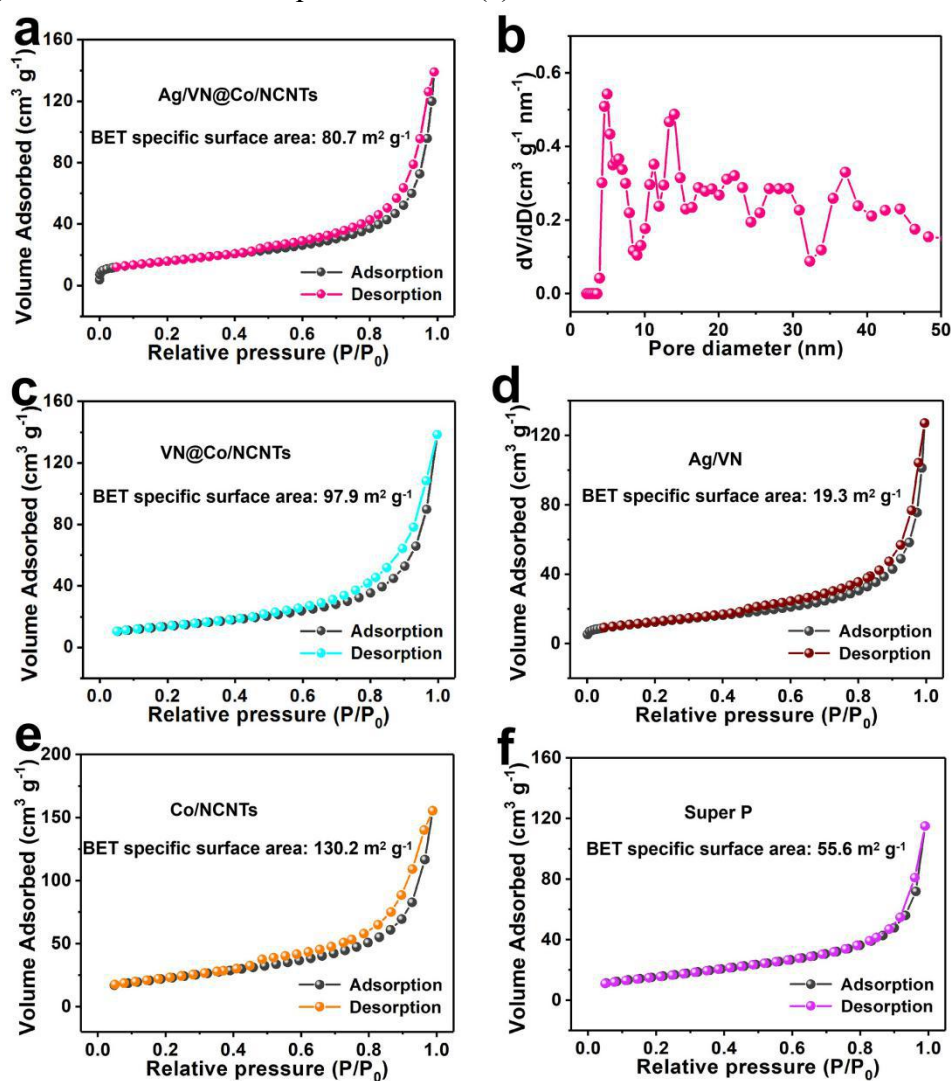 a
160
120
80
40
0
Volume Adsorbed (cm³ g⁻¹)
Ag/VN@Co/NCNTs
BET specific surface area: 80.7 m² g⁻¹
Adsorption
Desorption
0.0 0.2 0.4 0.6 0.8 1.0
Relative pressure (P/P₀)
b
0.6
0.4
0.2
0.0
dV/dD(cm³ g⁻¹ nm⁻¹)
0 10 20 30 40 50
Pore diameter (nm)
c
160
120
80
40
0
Volume Adsorbed (cm³ g⁻¹)
VN@Co/NCNTs
BET specific surface area: 97.9 m² g⁻¹
Adsorption
Desorption
0.0 0.2 0.4 0.6 0.8 1.0
Relative pressure (P/P₀)
d
120
80
40
0
Volume Adsorbed (cm³ g⁻¹)
Ag/VN
BET specific surface area: 19.3 m² g⁻¹
Adsorption
Desorption
0.0 0.2 0.4 0.6 0.8 1.0
Relative pressure (P/P₀)
e
200
150
100
50
0
Volume Adsorbed (cm³ g⁻¹)
Co/NCNTs
BET specific surface area: 130.2 m² g⁻¹
Adsorption
Desorption
0.0 0.2 0.4 0.6 0.8 1.0
Relative pressure (P/P₀)
f
160
120
80
40
0
Volume Adsorbed (cm³ g⁻¹)
Super P
BET specific surface area: 55.6 m² g⁻¹
Adsorption
Desorption
0.0 0.2 0.4 0.6 0.8 1.0
Relative pressure (P/P₀)